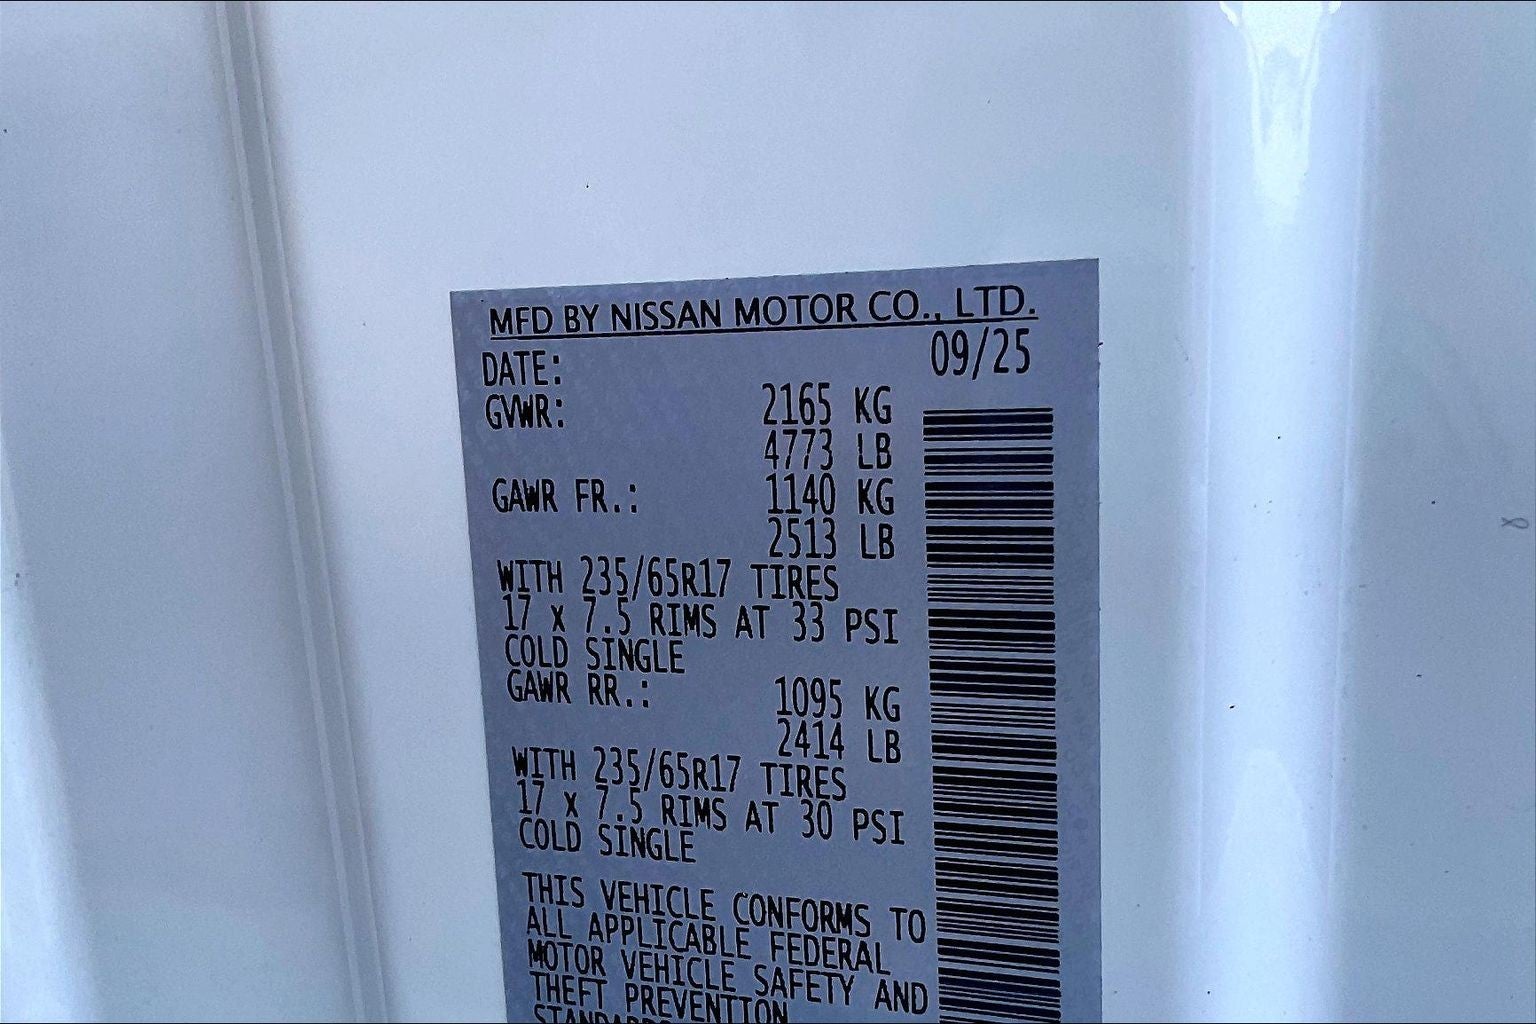 MFD BY NISSAN MOTOR CO., LTD.
DATE: 09/25
GVWR: 2165 KG
4773 LB
GAWR FR.: 1140 KG
2513 LB
WITH 235/65R17 TIRES
17 x 7.5 RIMS AT 33 PSI
COLD SINGLE
GAWR RR.: 1095 KG
2414 LB
WITH 235/65R17 TIRES
17 x 7.5 RIMS AT 30 PSI
COLD SINGLE
THIS VEHICLE CONFORMS TO
ALL APPLICABLE FEDERAL
MOTOR VEHICLE SAFETY AND
THEFT PREVENTION